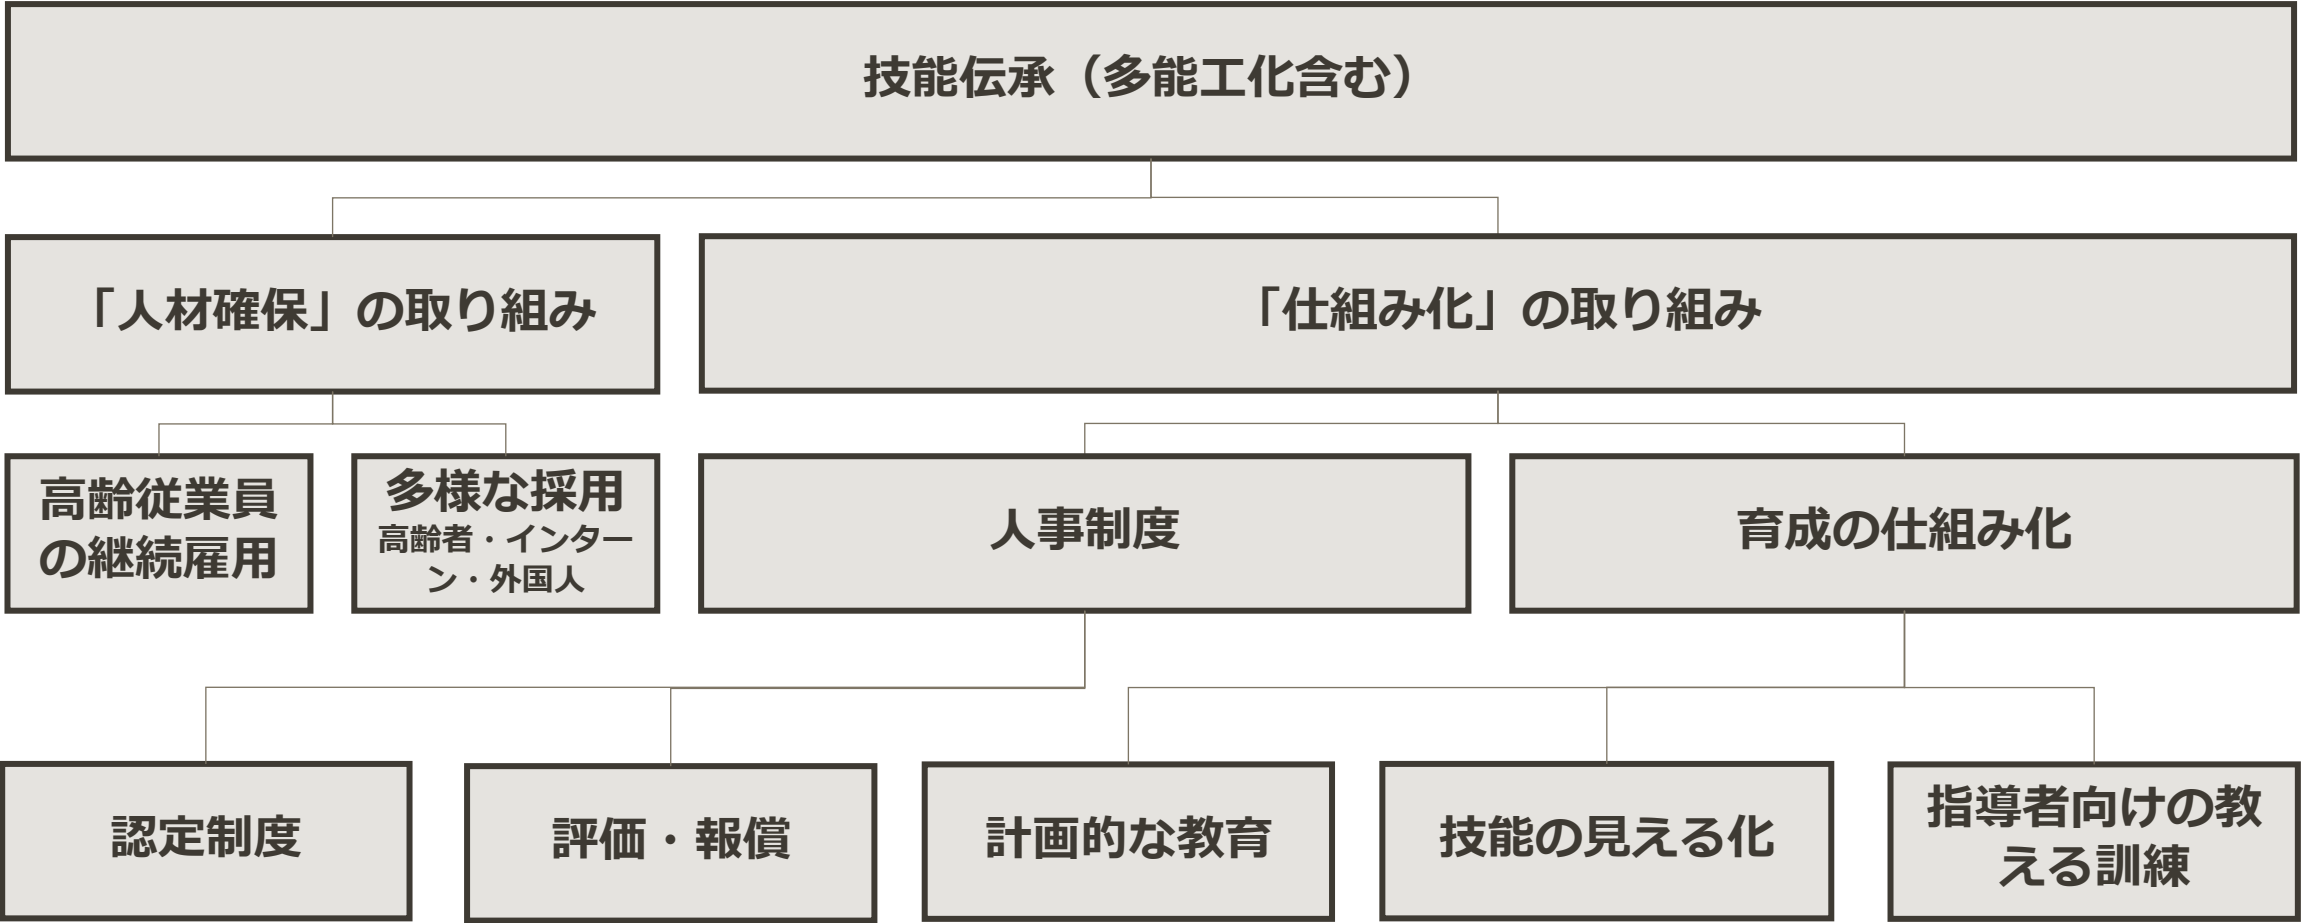 技能伝承（多能工化含む）
「人材確保」の取り組み
「仕組み化」の取り組み
高齢従業員
の継続雇用
多様な採用
高齢者・インター
ン・外国人
人事制度
育成の仕組み化
認定制度
評価・報償
計画的な教育
技能の見える化
指導者向けの教
える訓練